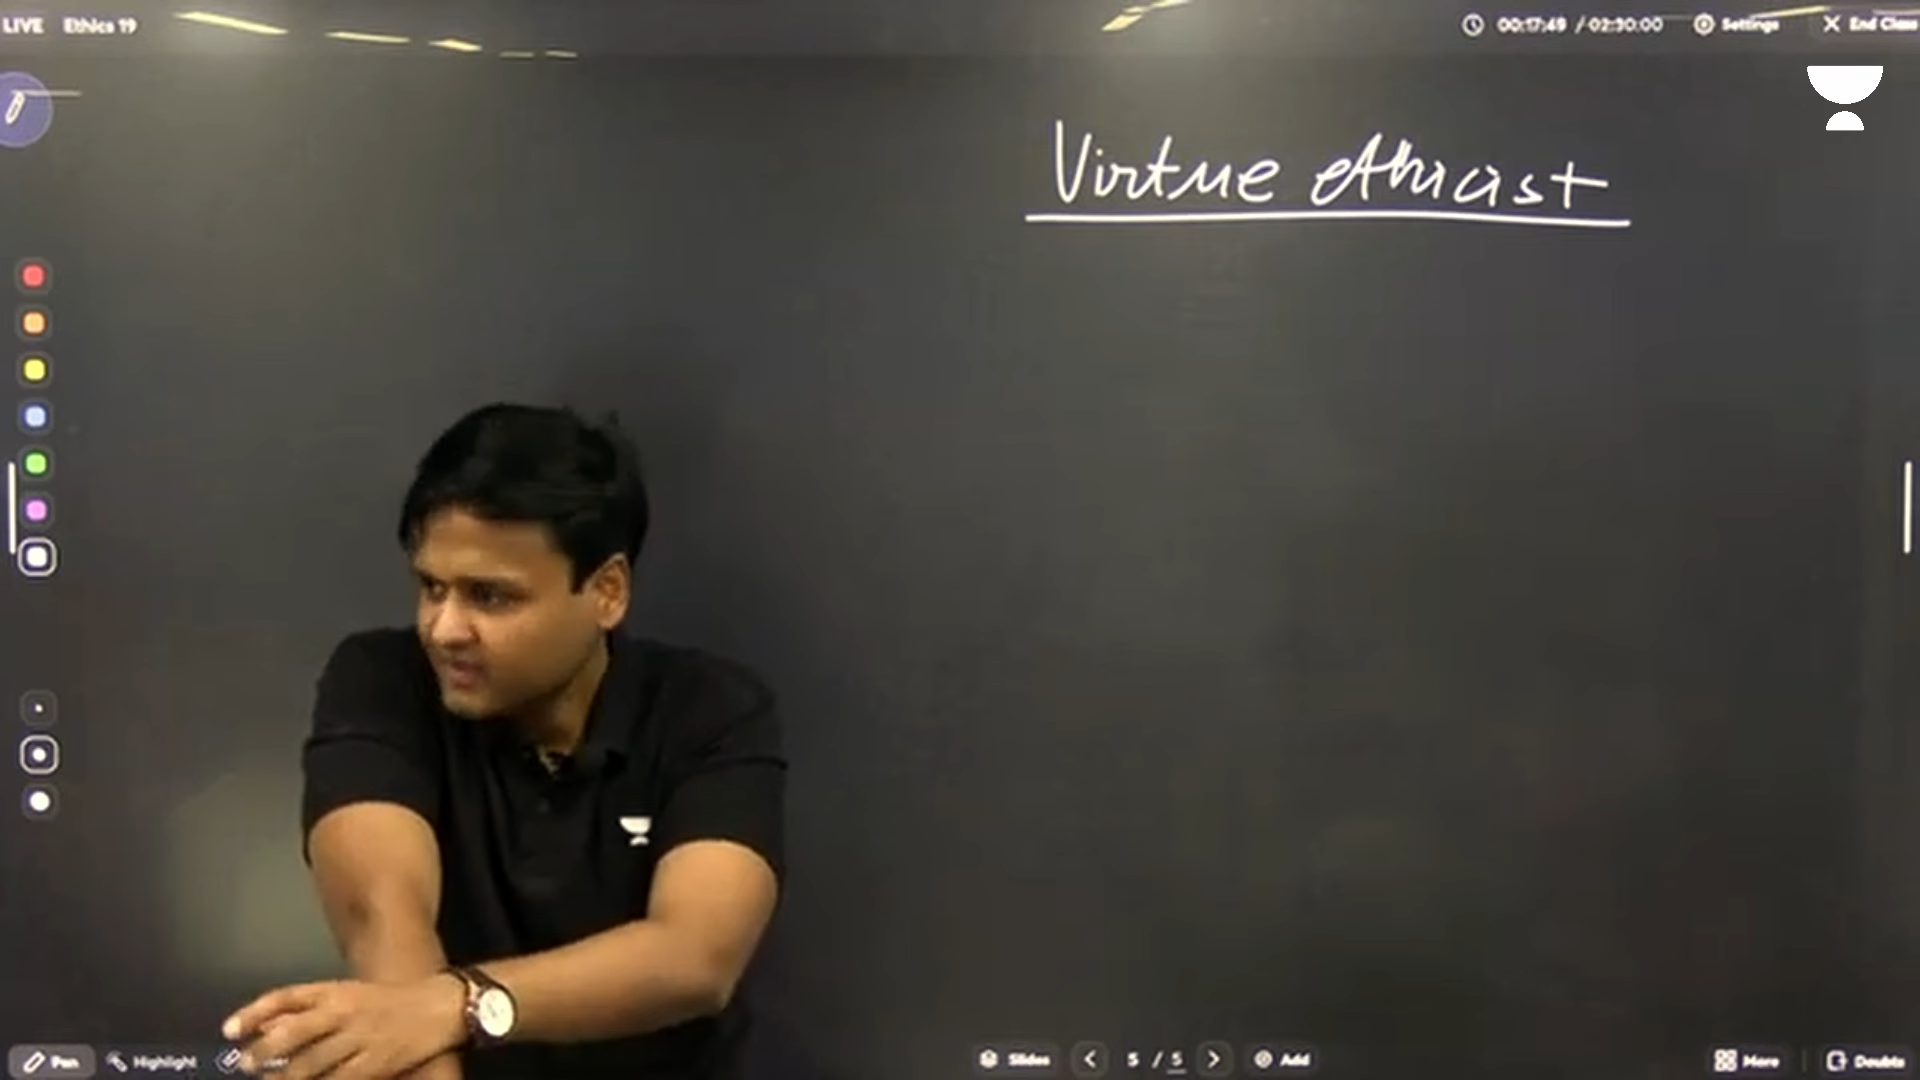 LIVE Ethics 19
00:17:49 / 02:30:00 Settings End Class
Virtue ethicist
Pen Highlight
Slides 5 / 5 Add
More Doubts